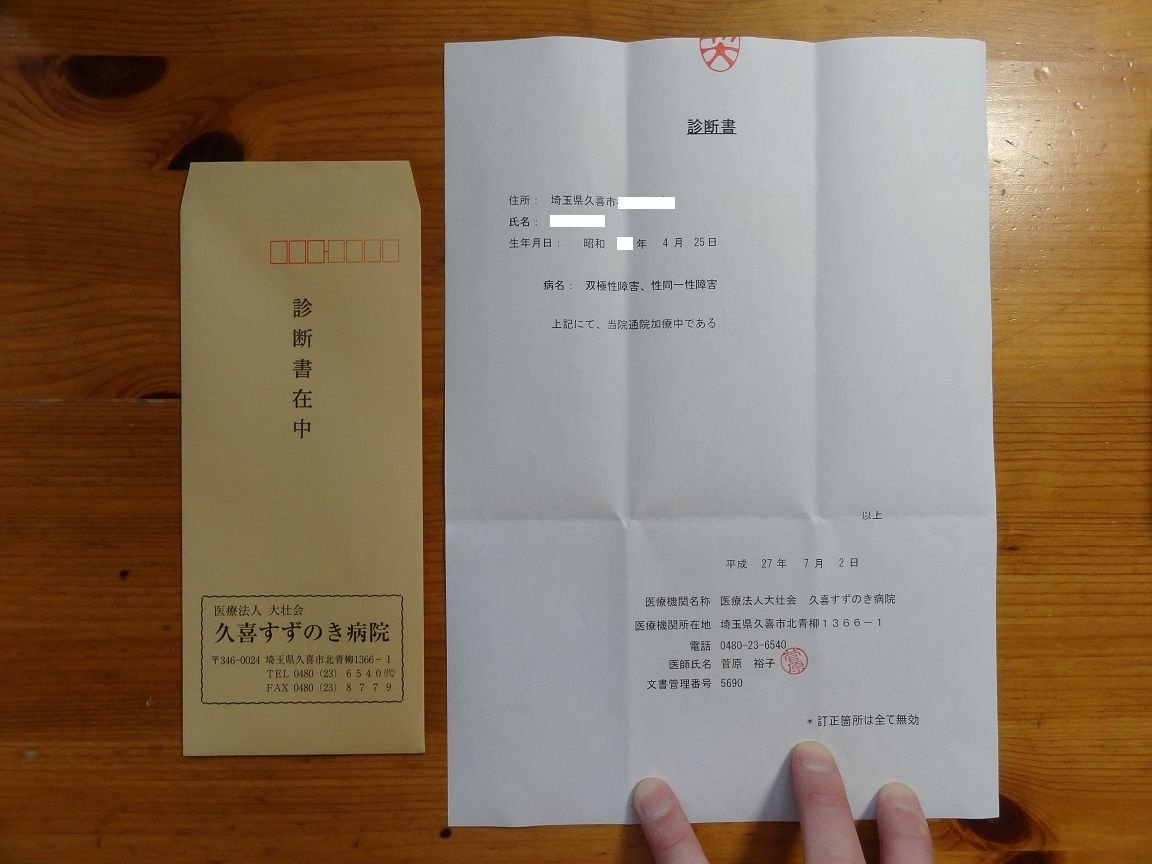 診断書在中
医療法人 大壮会
久喜すずのき病院
〒346-0024 埼玉県久喜市北青柳1366－1
TEL 0480（23）6540㈹
FAX 0480（23）8779
診断書
住所： 埼玉県久喜市
氏名：
生年月日： 昭和 年 4月 25日
病名： 双極性障害、性同一性障害
上記にて、当院通院加療中である
以上
平成 27年 7月 2日
医療機関名称 医療法人大壮会 久喜すずのき病院
医療機関所在地 埼玉県久喜市北青柳１３６６－１
電話 0480-23-6540
医師氏名 菅原 裕子
菅原
文書管理番号 5690
＊訂正箇所は全て無効